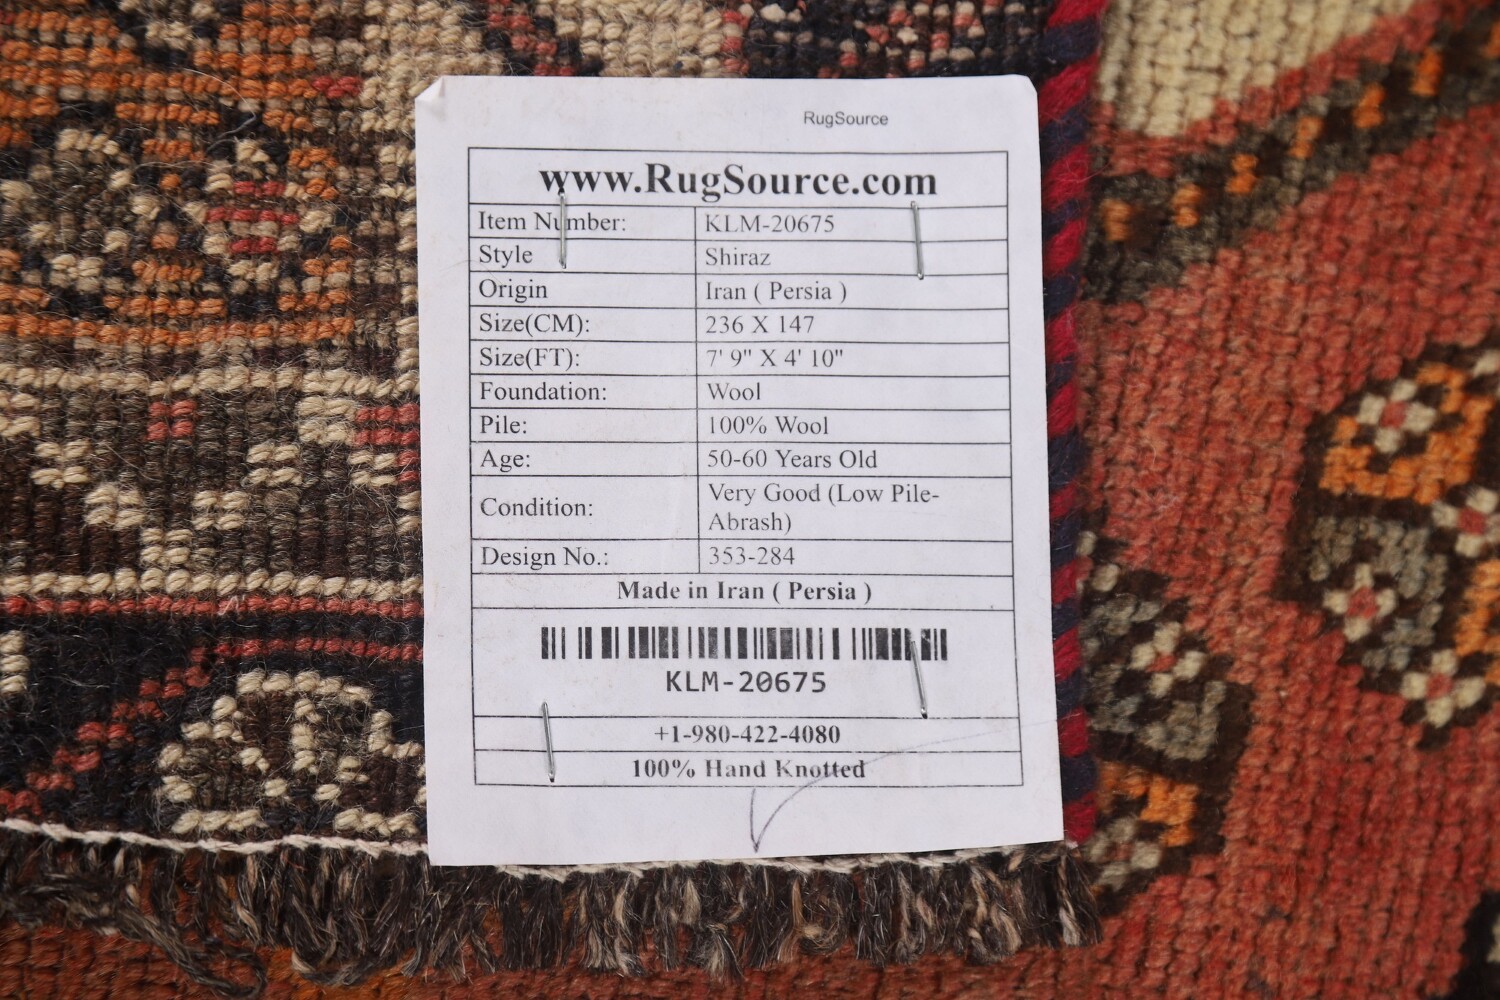 RugSource
www.RugSource.com
Item Number: KLM-20675
Style Shiraz
Origin Iran ( Persia )
Size(CM): 236 X 147
Size(FT): 7' 9" X 4' 10"
Foundation: Wool
Pile: 100% Wool
Age: 50-60 Years Old
Condition: Very Good (Low Pile-
Abrash)
Design No.: 353-284
Made in Iran ( Persia )
KLM-20675
+1-980-422-4080
100% Hand Knotted